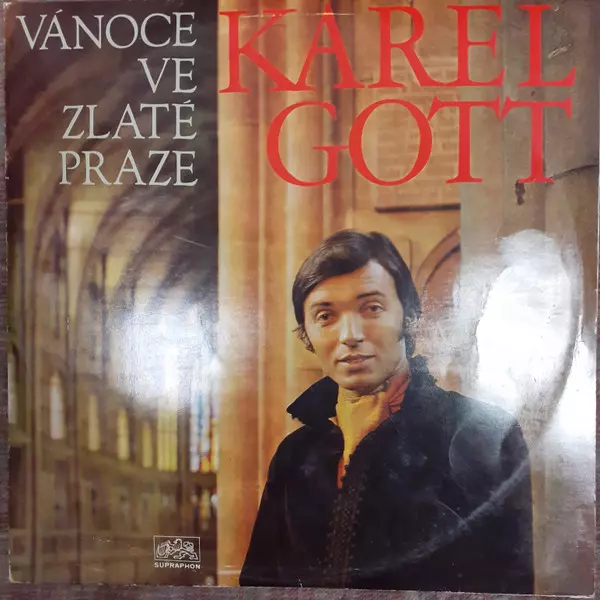 VÁNOCE
VE
ZLATÉ
PRAZE
KAREL
GOTT
SUPRAPHON